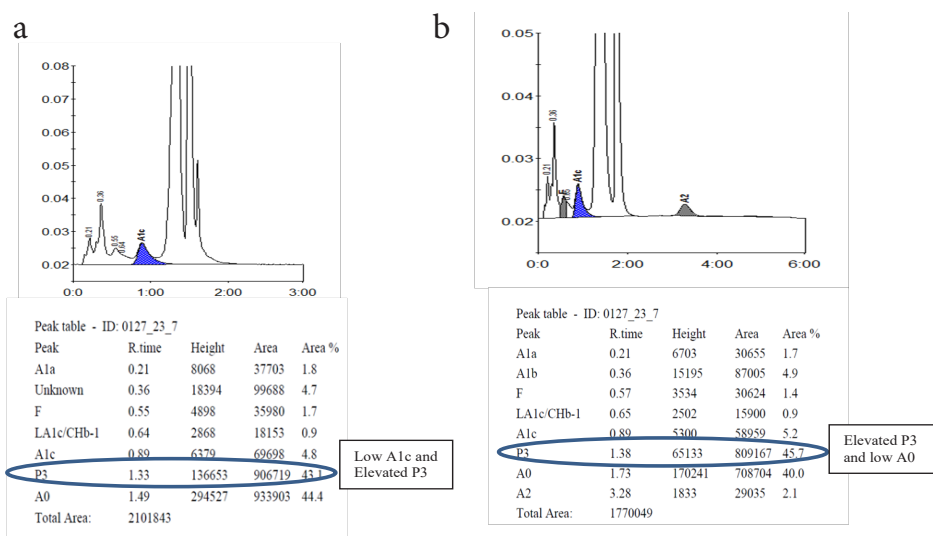 a
0.08
0.07
0.06
0.05
0.04
0.03
0.02
0.21
0.36
0.55
0.64
A1c
0:0
1:00
2:00
3:00
Peak table - ID: 0127_23_7
Peak R.time Height Area Area %
A1a 0.21 8068 37703 1.8
Unknown 0.36 18394 99688 4.7
F 0.55 4898 35980 1.7
LA1c/CHb-1 0.64 2868 18153 0.9
A1c 0.89 6379 69698 4.8
P3 1.33 136653 906719 43.1
A0 1.49 294527 933903 44.4
Total Area: 2101843
Low A1c and
Elevated P3
b
0.05
0.04
0.03
0.02
0.21
0.36
F
0.65
A1c
A2
0:0
2:00
4:00
6:00
Peak table - ID: 0127_23_7
Peak R.time Height Area Area %
A1a 0.21 6703 30655 1.7
A1b 0.36 15195 87005 4.9
F 0.57 3534 30624 1.4
LA1c/CHb-1 0.65 2502 15900 0.9
A1c 0.89 5300 58959 5.2
P3 1.38 65133 809167 45.7
A0 1.73 170241 708704 40.0
A2 3.28 1833 29035 2.1
Total Area: 1770049
Elevated P3
and low A0